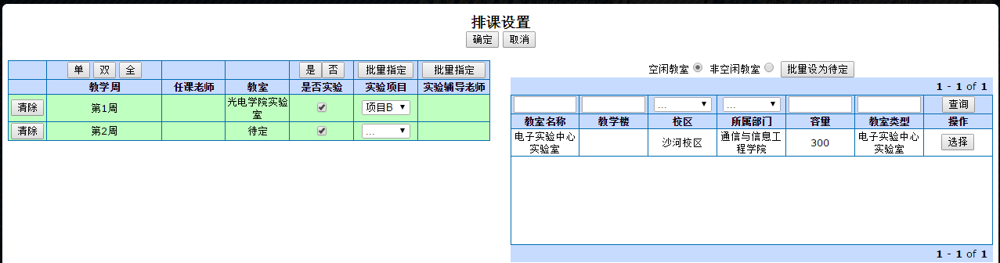 排课设置
确定 取消
单 双 全 是 否 批量指定 批量指定
教学周 任课老师 教室 是否实验 实验项目 实验辅导老师
清除 第1周 光电学院实验室 项目B
清除 第2周 待定 ...
空闲教室 非空闲教室 批量设为待定
1 - 1 of 1
... ... 查询
教室名称 教学楼 校区 所属部门 容量 教室类型 操作
电子实验中心实验室 沙河校区 通信与信息工程学院 300 电子实验中心实验室 选择
1 - 1 of 1